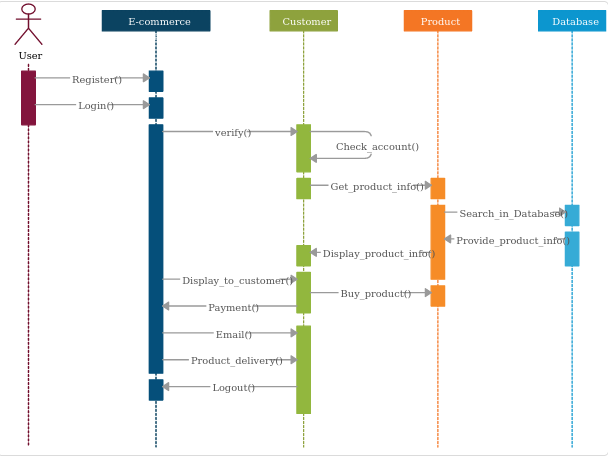 E-commerce
Customer
Product
Database
User
Register()
Login()
verify()
Check_account()
Get_product_info()
Search_in_Database()
Provide_product_info()
Display_product_info()
Display_to_customer()
Buy_product()
Payment()
Email()
Product_delivery()
Logout()